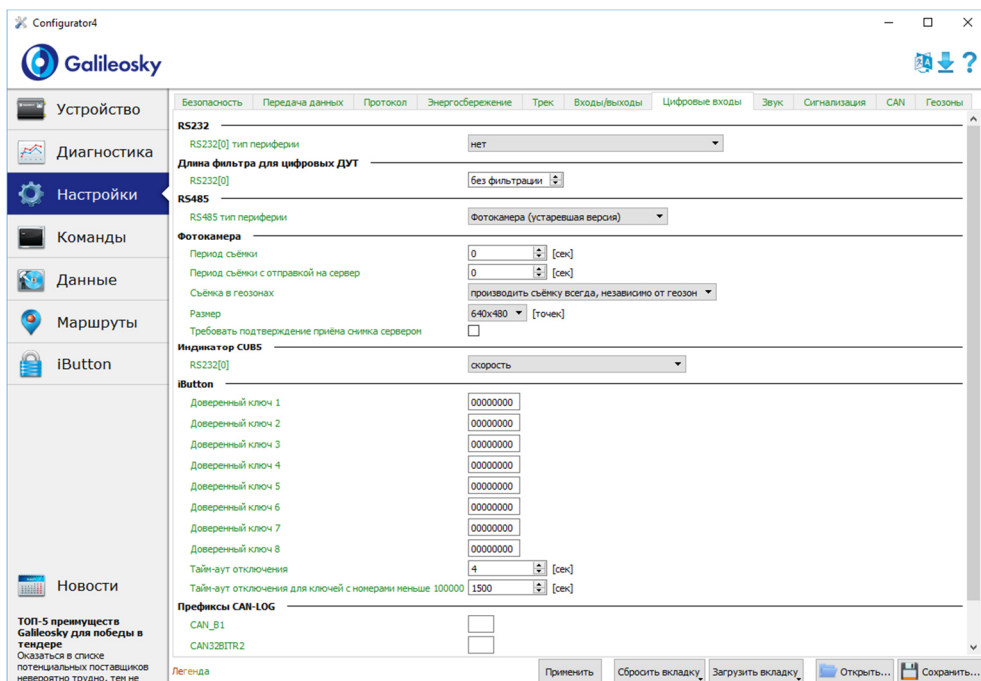 Configurator4
Galileosky
Устройство
Диагностика
Настройки
Команды
Данные
Маршруты
iButton
Новости
ТОП-5 преимуществ
Galileosky для победы в
тендере
Оказаться в списке
потенциальных поставщиков
невероятно трудно, тем не
Безопасность Передача данных Протокол Энергосбережение Трек Входы/выходы Цифровые входы Звук Сигнализация CAN Геозоны
RS232
RS232[0] тип периферии нет
Длина фильтра для цифровых ДУТ
RS232[0] без фильтрации
RS485
RS485 тип периферии Фотокамера (устаревшая версия)
Фотокамера
Период съёмки 0 [сек]
Период съёмки с отправкой на сервер 0 [сек]
Съёмка в геозонах производить съёмку всегда, независимо от геозон
Размер 640x480 [точек]
Требовать подтверждение приёма снимка сервером
Индикатор CUB5
RS232[0] скорость
iButton
Доверенный ключ 1 00000000
Доверенный ключ 2 00000000
Доверенный ключ 3 00000000
Доверенный ключ 4 00000000
Доверенный ключ 5 00000000
Доверенный ключ 6 00000000
Доверенный ключ 7 00000000
Доверенный ключ 8 00000000
Тайм-аут отключения 4 [сек]
Тайм-аут отключения для ключей с номерами меньше 100000 1500 [сек]
Префиксы CAN-LOG
CAN_B1
CAN32BITR2
Легенда Применить Сбросить вкладку Загрузить вкладку Открыть... Сохранить...